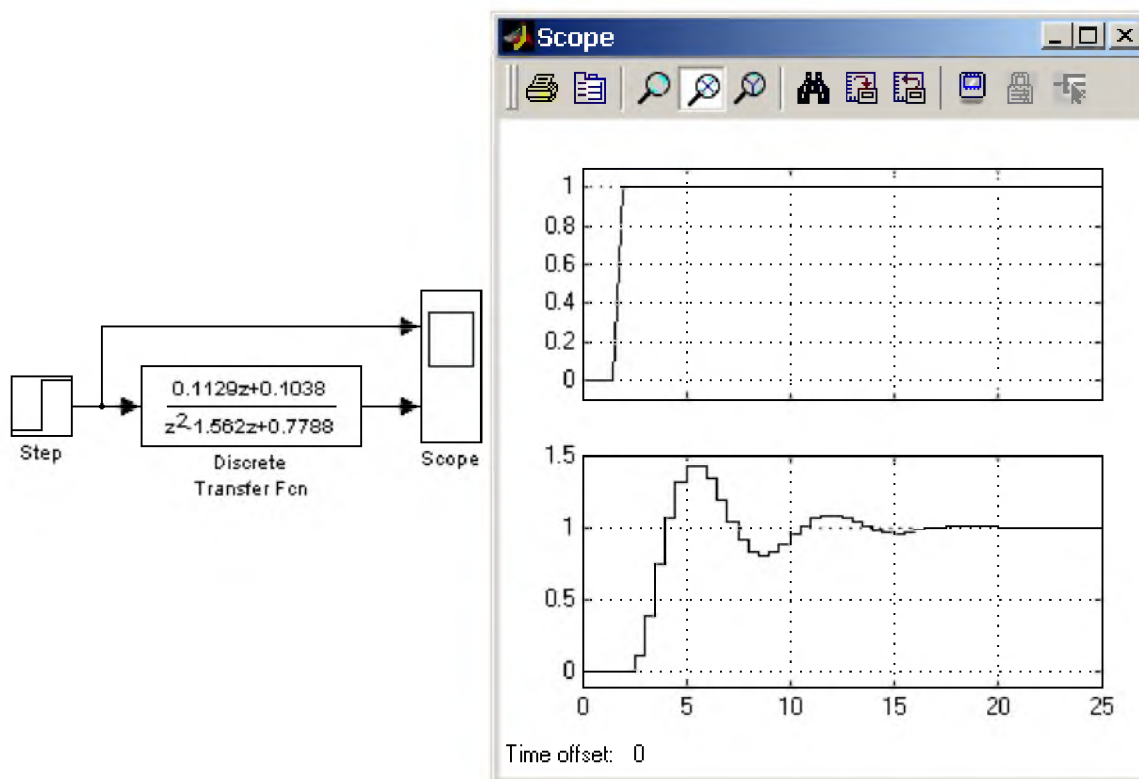 Scope
1
0.8
0.6
0.4
0.2
0
0.1129z+0.1038
z2-1.562z+0.7788
Step
Discrete
Transfer Fcn
Scope
1.5
1
0.5
0
0 5 10 15 20 25
Time offset: 0